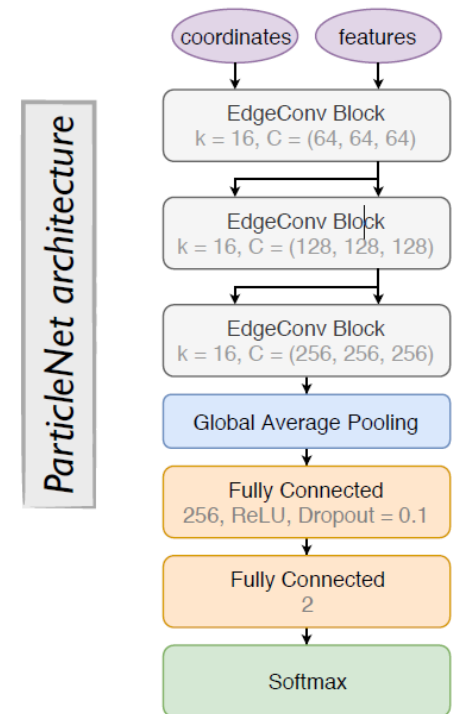 coordinates features
ParticleNet architecture
EdgeConv Block
k = 16, C = (64, 64, 64)
EdgeConv Block
k = 16, C = (128, 128, 128)
EdgeConv Block
k = 16, C = (256, 256, 256)
Global Average Pooling
Fully Connected
256, ReLU, Dropout = 0.1
Fully Connected
2
Softmax